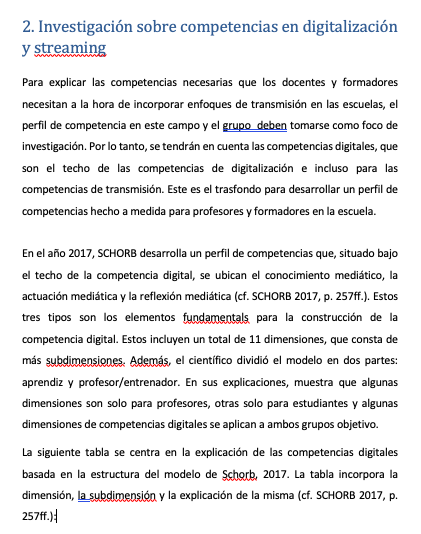 2. Investigación sobre competencias en digitalización
y streaming
Para explicar las competencias necesarias que los docentes y formadores
necesitan a la hora de incorporar enfoques de transmisión en las escuelas, el
perfil de competencia en este campo y el grupo deben tomarse como foco de
investigación. Por lo tanto, se tendrán en cuenta las competencias digitales, que
son el techo de las competencias de digitalización e incluso para las
competencias de transmisión. Este es el trasfondo para desarrollar un perfil de
competencias hecho a medida para profesores y formadores en la escuela.
En el año 2017, SCHORB desarrolla un perfil de competencias que, situado bajo
el techo de la competencia digital, se ubican el conocimiento mediático, la
actuación mediática y la reflexión mediática (cf. SCHORB 2017, p. 257ff.). Estos
tres tipos son los elementos fundamentals para la construcción de la
competencia digital. Estos incluyen un total de 11 dimensiones, que consta de
más subdimensiones. Además, el científico dividió el modelo en dos partes:
aprendiz y profesor/entrenador. En sus explicaciones, muestra que algunas
dimensiones son solo para profesores, otras solo para estudiantes y algunas
dimensiones de competencias digitales se aplican a ambos grupos objetivo.
La siguiente tabla se centra en la explicación de las competencias digitales
basada en la estructura del modelo de Schorb, 2017. La tabla incorpora la
dimensión, la subdimensión y la explicación de la misma (cf. SCHORB 2017, p.
257ff.):